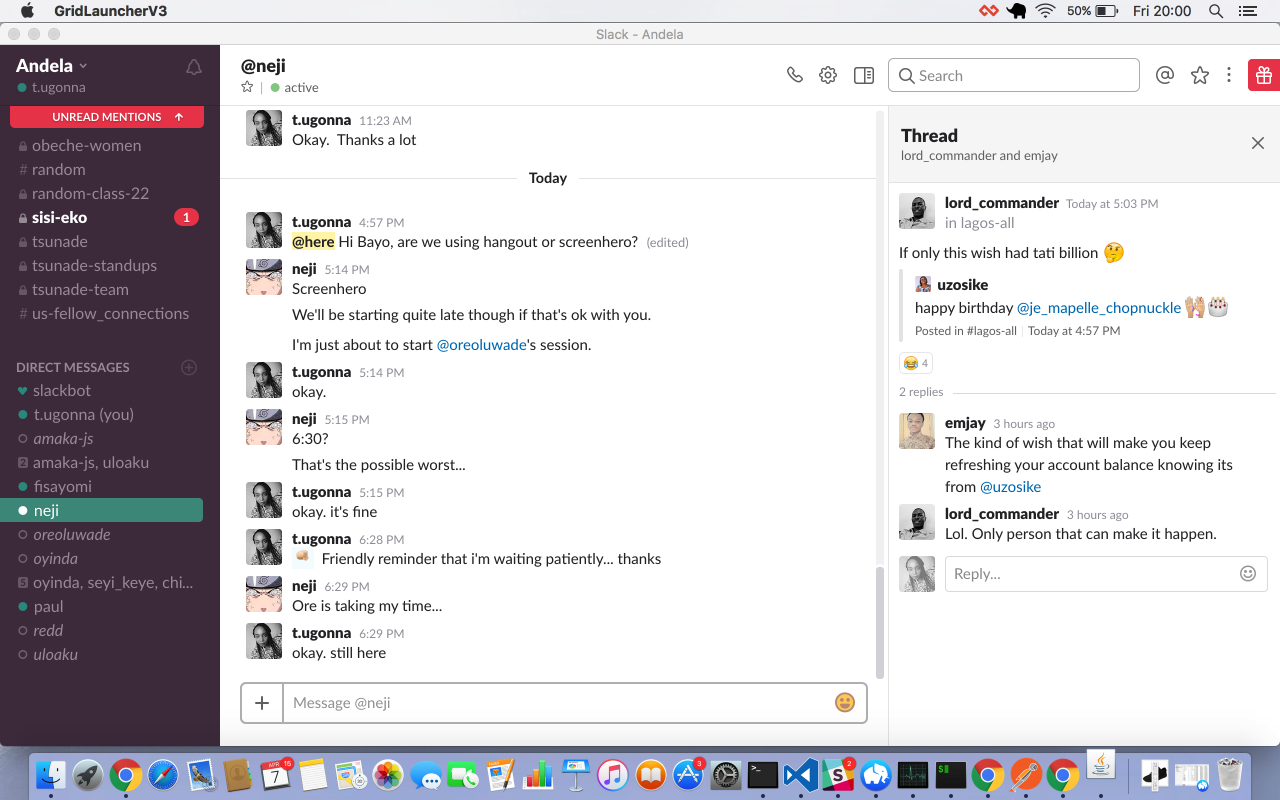 GridLauncherV3
50%
Fri 20:00
Slack - Andela
Andela
t.ugonna
UNREAD MENTIONS
obeche-women
# random
random-class-22
sisi-eko 1
tsunade
tsunade-standups
tsunade-team
# us-fellow_connections
DIRECT MESSAGES
slackbot
t.ugonna (you)
amaka-js
2 amaka-js, uloaku
fisayomi
neji
oreoluwade
oyinda
5 oyinda, seyi_keye, chi...
paul
redd
uloaku
@neji
active
Search
t.ugonna 11:23 AM
Okay. Thanks a lot
Today
t.ugonna 4:57 PM
@here Hi Bayo, are we using hangout or screenhero? (edited)
neji 5:14 PM
Screenhero
We'll be starting quite late though if that's ok with you.
I'm just about to start @oreoluwade's session.
t.ugonna 5:14 PM
okay.
neji 5:15 PM
6:30?
That's the possible worst...
t.ugonna 5:15 PM
okay. it's fine
t.ugonna 6:28 PM
Friendly reminder that i'm waiting patiently... thanks
neji 6:29 PM
Ore is taking my time...
t.ugonna 6:29 PM
okay. still here
Message @neji
Thread
lord_commander and emjay
lord_commander Today at 5:03 PM
in lagos-all
If only this wish had tati billion
uzosike
happy birthday @je_mapelle_chopnuckle
Posted in #lagos-all | Today at 4:57 PM
4
2 replies
emjay 3 hours ago
The kind of wish that will make you keep
refreshing your account balance knowing its
from @uzosike
lord_commander 3 hours ago
Lol. Only person that can make it happen.
Reply...
APR 15
7
3
2